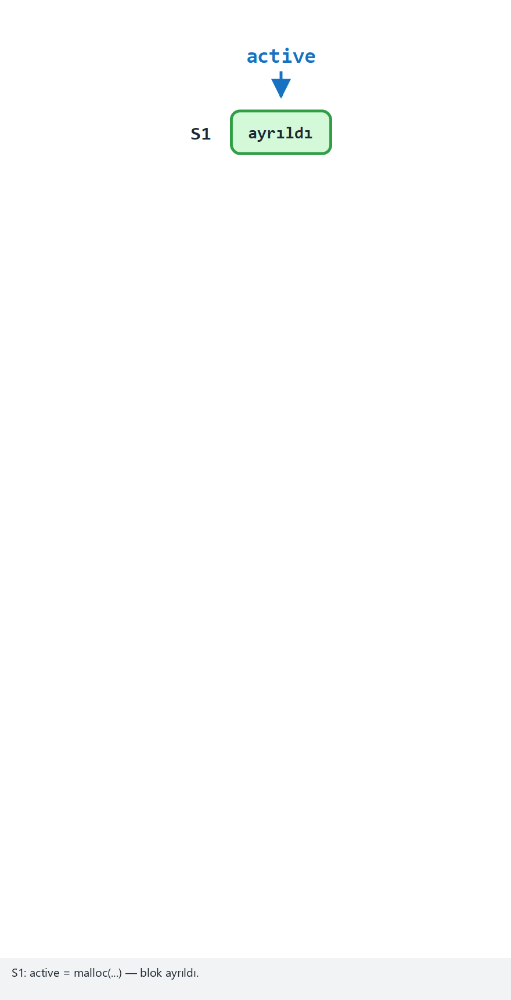 active
S1 ayrıldı
S1: active = malloc(...) — blok ayrıldı.